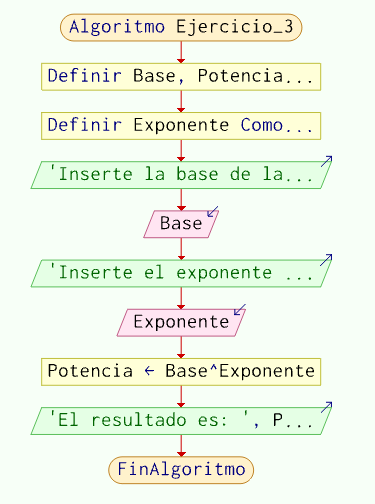 Algoritmo Ejercicio_3
Definir Base, Potencia...
Definir Exponente Como...
'Inserte la base de la...
Base
'Inserte el exponente ...
Exponente
Potencia ← Base^Exponente
'El resultado es: ', P...
FinAlgoritmo